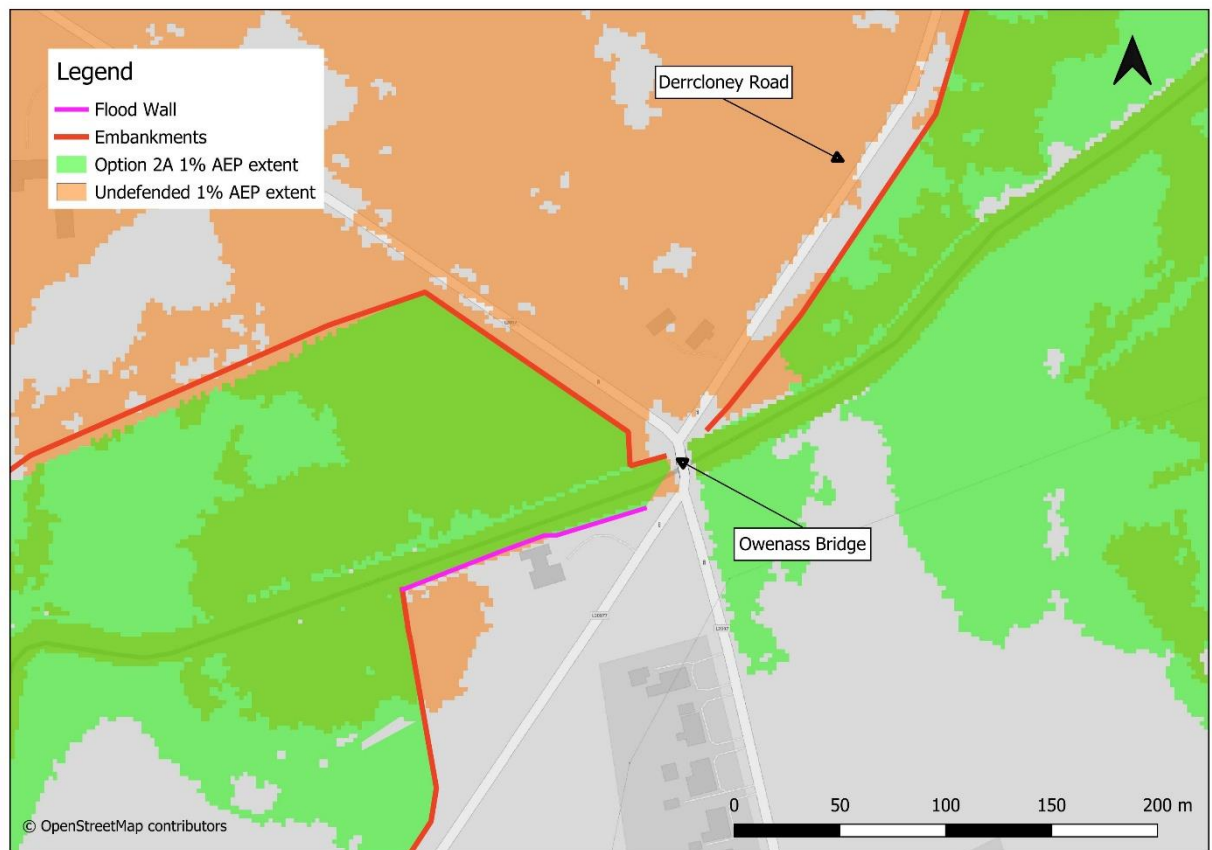 Legend
Flood Wall
Embankments
Option 2A 1% AEP extent
Undefended 1% AEP extent
Derrcloney Road
Owenass Bridge
L20977
0 50 100 150 200 m
© OpenStreetMap contributors